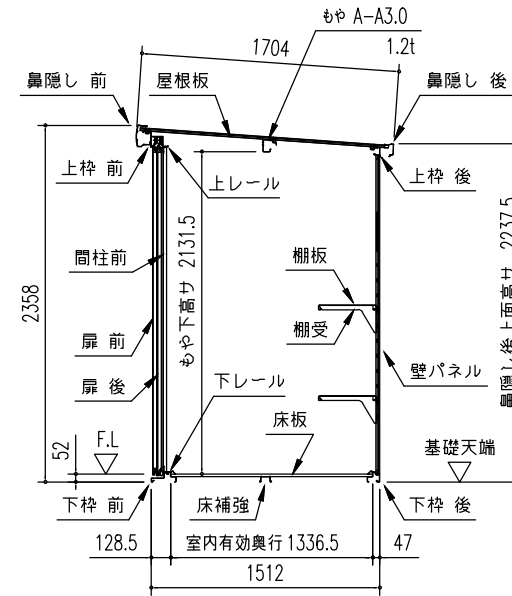 もや A-A3.0
1704
1.2t
鼻隠し 前
屋根板
鼻隠し 後
上枠 前
上レール
上枠 後
間柱前
もや下高サ 2131.5
棚板
鼻隠し後上面高サ 2237.5
2358
棚受
扉 前
壁パネル
扉 後
下レール
52
F.L
床板
基礎天端
下枠 前
床補強
下枠 後
128.5
室内有効奥行 1336.5
47
1512